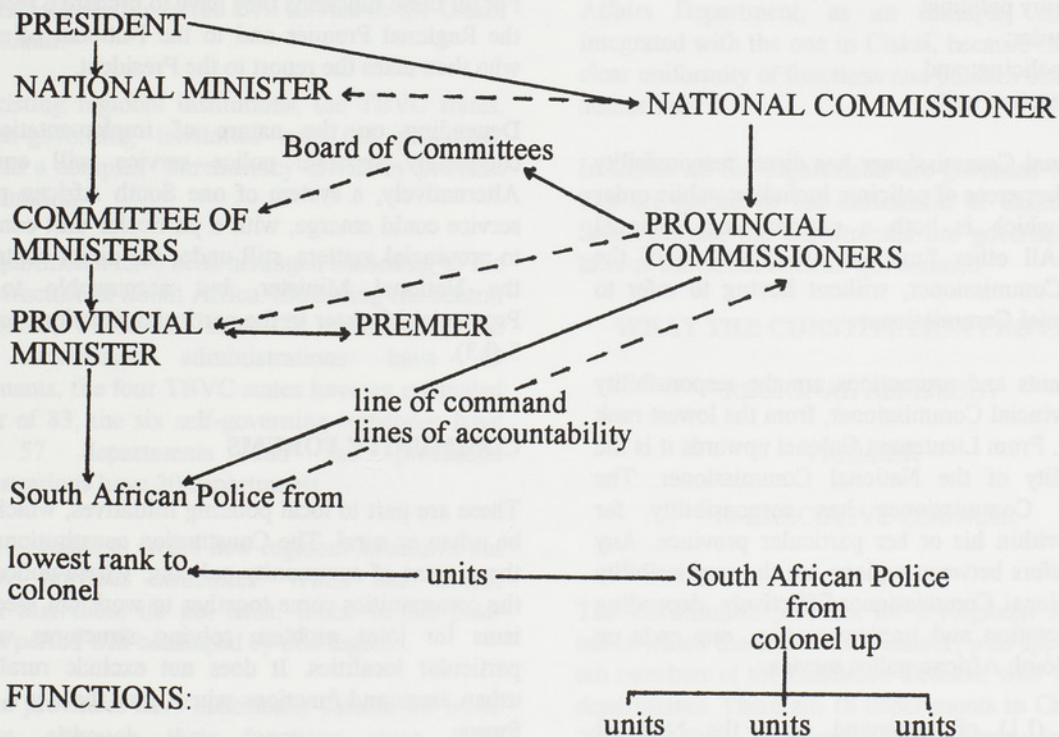 PRESIDENT
NATIONAL MINISTER
NATIONAL COMMISSIONER
Board of Committees
COMMITTEE OF
MINISTERS
PROVINCIAL
COMMISSIONERS
PROVINCIAL
MINISTER
PREMIER
line of command
lines of accountability
South African Police from
lowest rank to
colonel
units
South African Police
from
colonel up
FUNCTIONS:
units
units
units